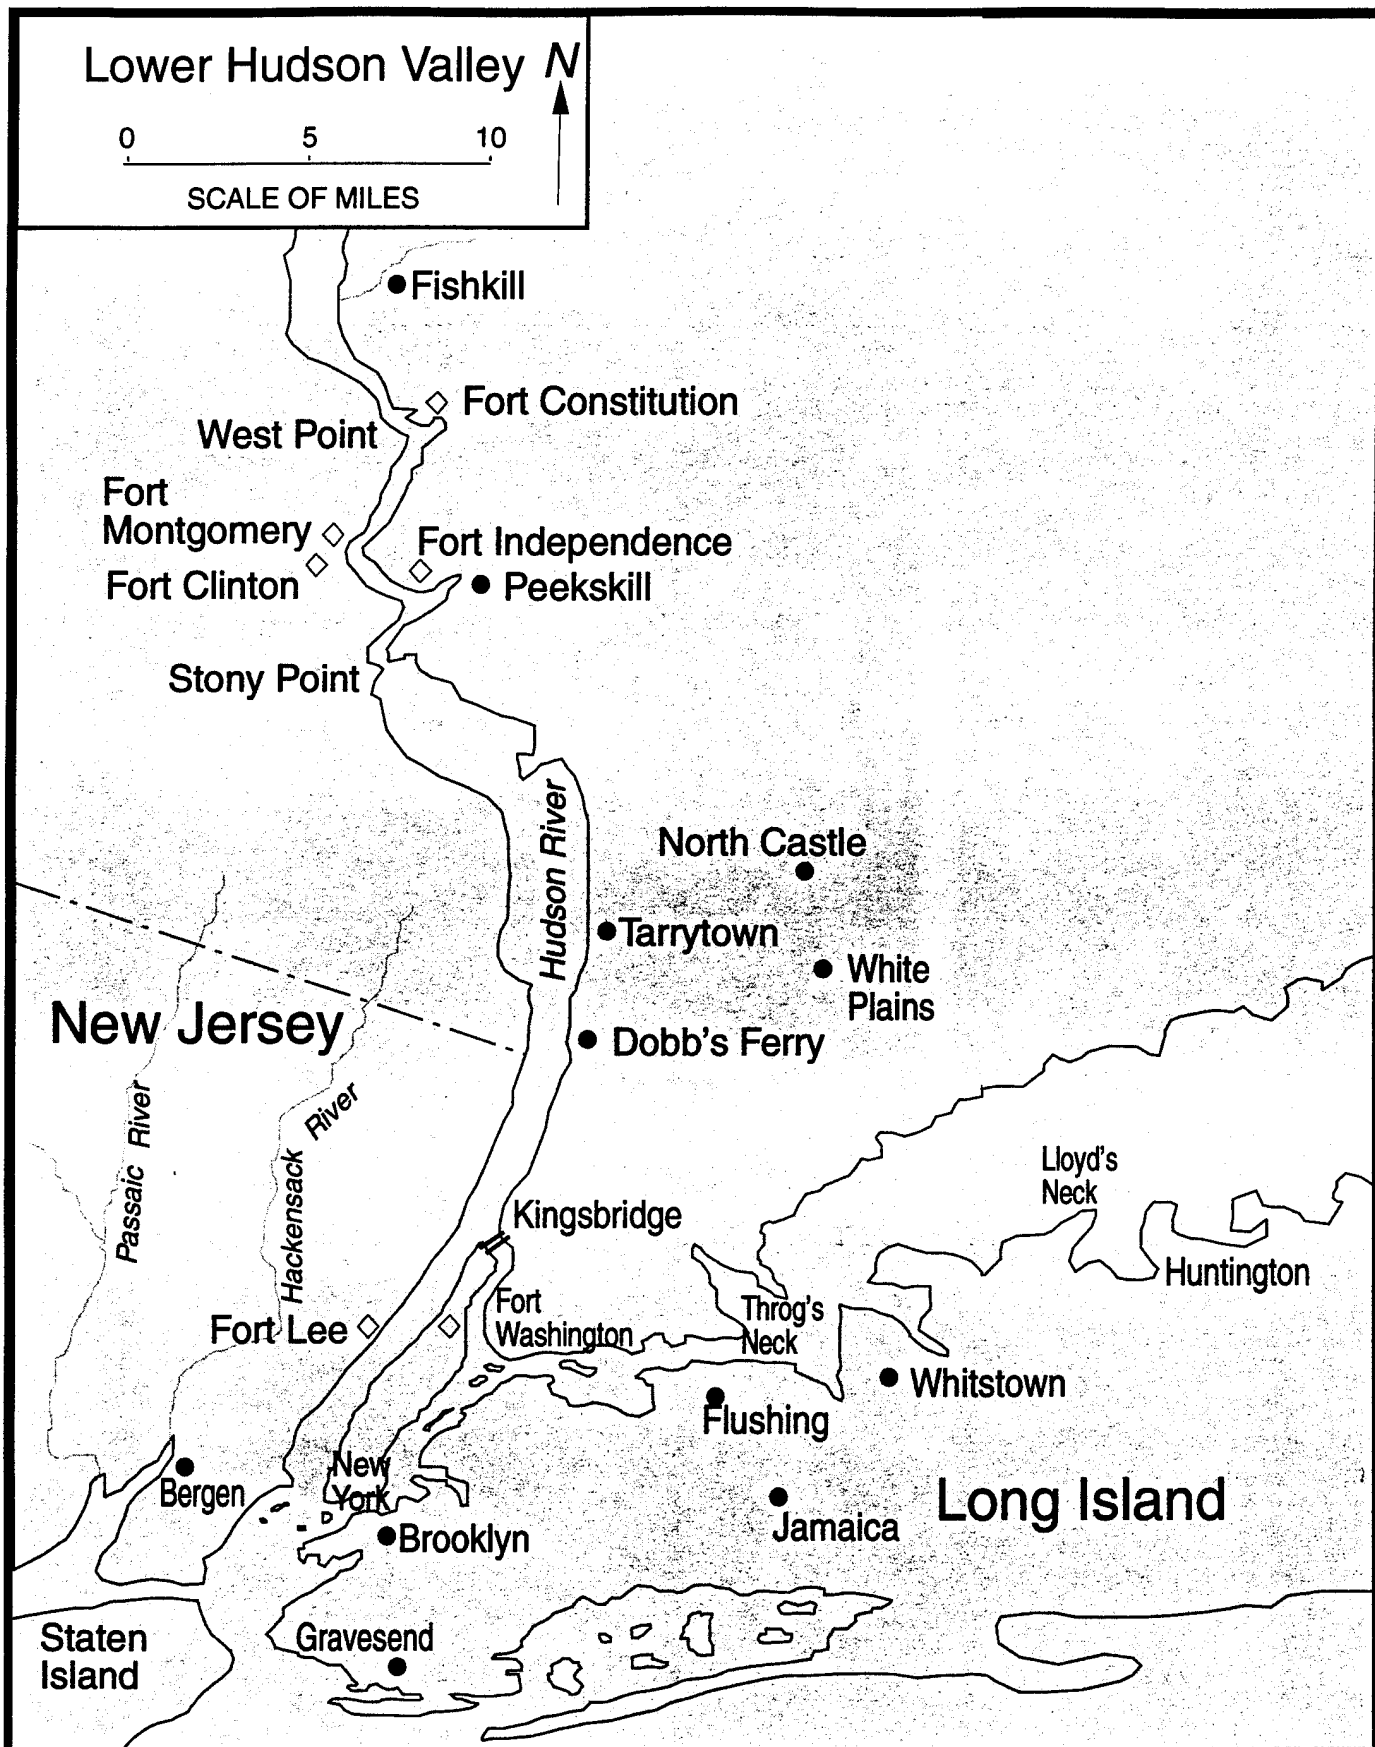 Lower Hudson Valley N
0 5 10
SCALE OF MILES
Fishkill
Fort Constitution
West Point
Fort
Montgomery
Fort Independence
Fort Clinton
Peekskill
Stony Point
Hudson River
North Castle
Tarrytown
White
Plains
New Jersey
Dobb's Ferry
Passaic River
Hackensack River
Lloyd's
Neck
Kingsbridge
Huntington
Fort
Washington
Throg's
Neck
Fort Lee
Whitstown
Flushing
New
York
Bergen
Long Island
Jamaica
Brooklyn
Staten
Island
Gravesend